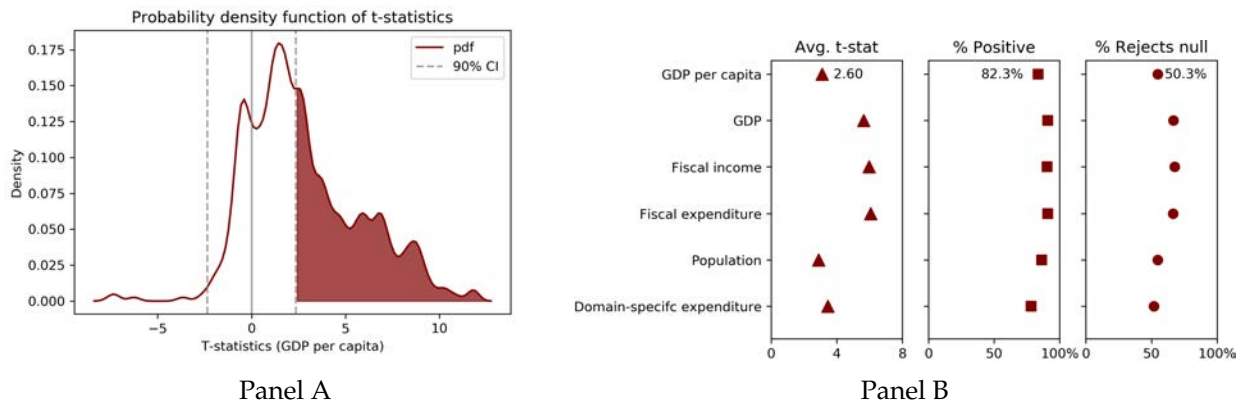 Probability density function of t-statistics
pdf
90% CI
0.175
0.150
0.125
0.100
0.075
0.050
0.025
0.000
Density
−5
0
5
10
T-statistics (GDP per capita)
Panel A
Avg. t-stat
% Positive
% Rejects null
GDP per capita
2.60
82.3%
50.3%
GDP
Fiscal income
Fiscal expenditure
Population
Domain-specifc expenditure
0
4
8
0
50
100%
0
50
100%
Panel B